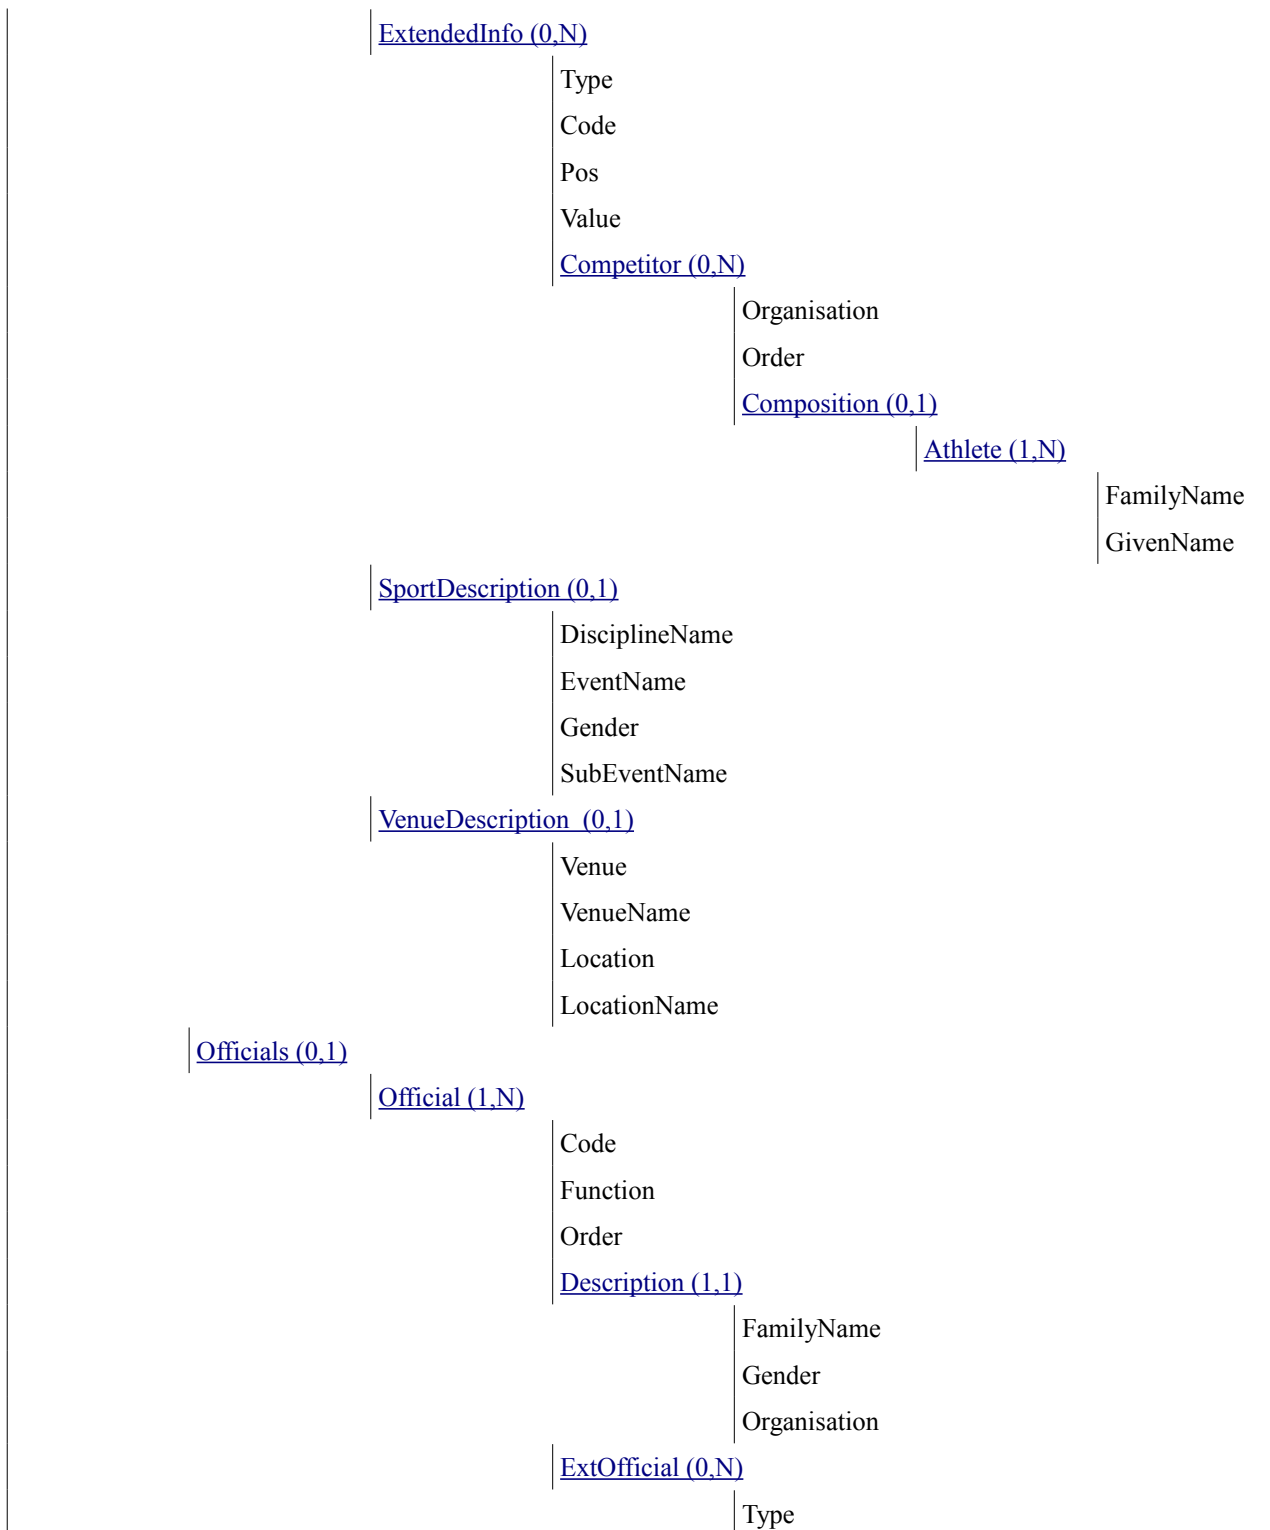 ExtendedInfo (0,N)
Type
Code
Pos
Value
Competitor (0,N)
Organisation
Order
Composition (0,1)
Athlete (1,N)
FamilyName
GivenName
SportDescription (0,1)
DisciplineName
EventName
Gender
SubEventName
VenueDescription (0,1)
Venue
VenueName
Location
LocationName
Officials (0,1)
Official (1,N)
Code
Function
Order
Description (1,1)
FamilyName
Gender
Organisation
ExtOfficial (0,N)
Type